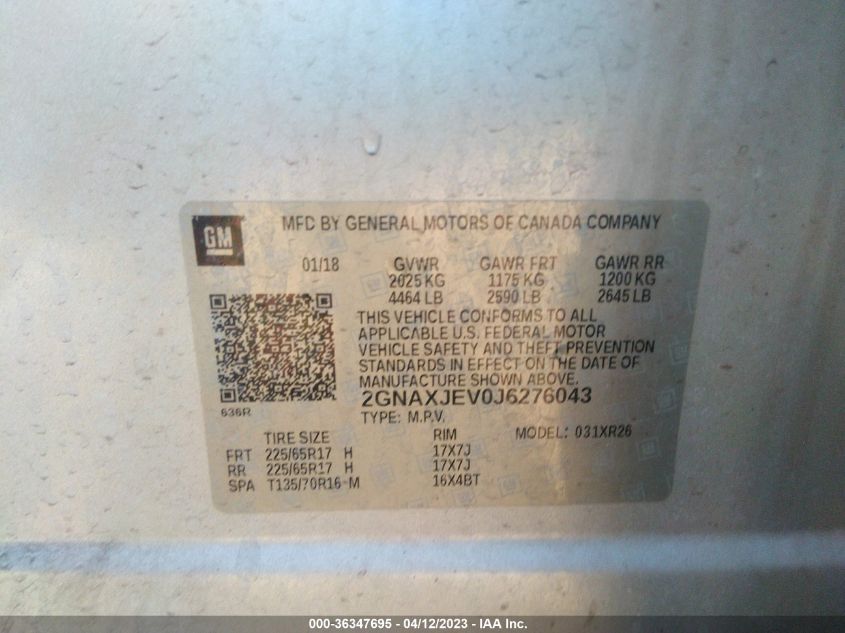 MFD BY GENERAL MOTORS OF CANADA COMPANY
GM
01/18 GVWR GAWR FRT GAWR RR
2025 KG 1175 KG 1200 KG
4464 LB 2590 LB 2645 LB
THIS VEHICLE CONFORMS TO ALL
APPLICABLE U.S. FEDERAL MOTOR
VEHICLE SAFETY AND THEFT PREVENTION
STANDARDS IN EFFECT ON THE DATE OF
MANUFACTURE SHOWN ABOVE.
2GNAXJEV0J6276043
636R
TYPE: M.P.V.
TIRE SIZE RIM MODEL: 031XR26
FRT 225/65R17 H 17X7J
RR 225/65R17 H 17X7J
SPA T135/70R16 M 16X4BT
000-36347695 - 04/12/2023 - IAA Inc.